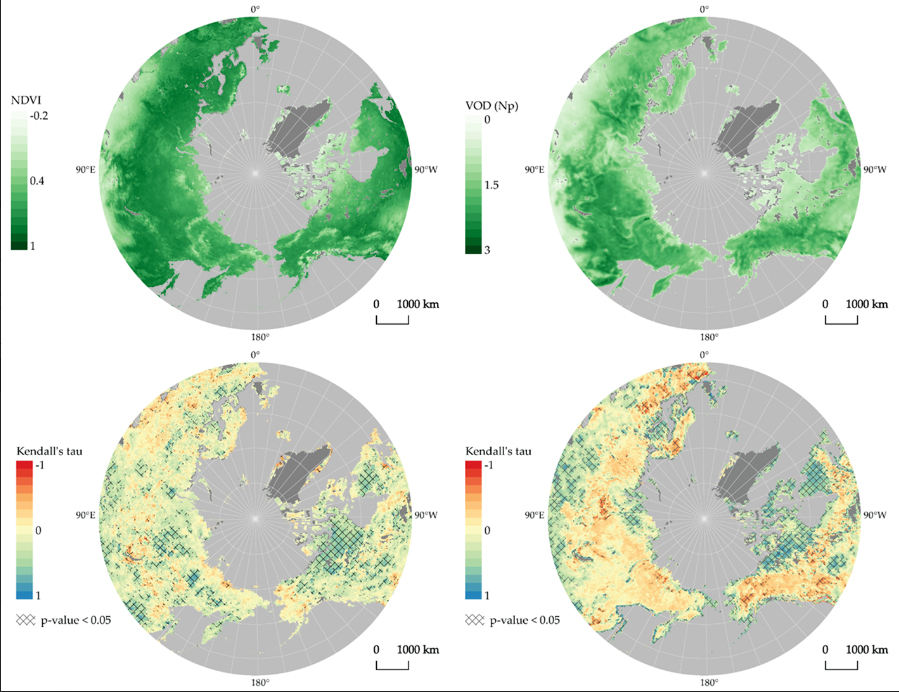 0°
NDVI
-0.2
0.4
1
90°E
90°W
0 1000 km
180°
0°
VOD (Np)
0
1.5
3
90°E
90°W
0 1000 km
180°
0°
Kendall's tau
-1
0
1
p-value < 0.05
90°E
90°W
0 1000 km
180°
0°
Kendall's tau
-1
0
1
p-value < 0.05
90°E
90°W
0 1000 km
180°